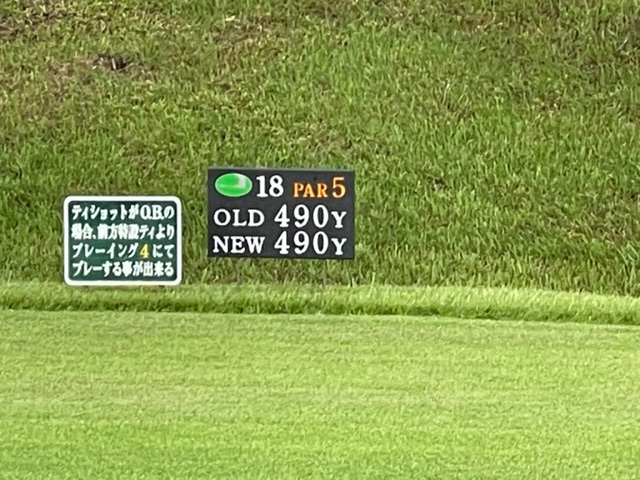 ティショットがO.B.の
場合、前方特設ティより
プレーイング4にて
プレーする事が出来る
18 PAR 5
OLD 490Y
NEW 490Y